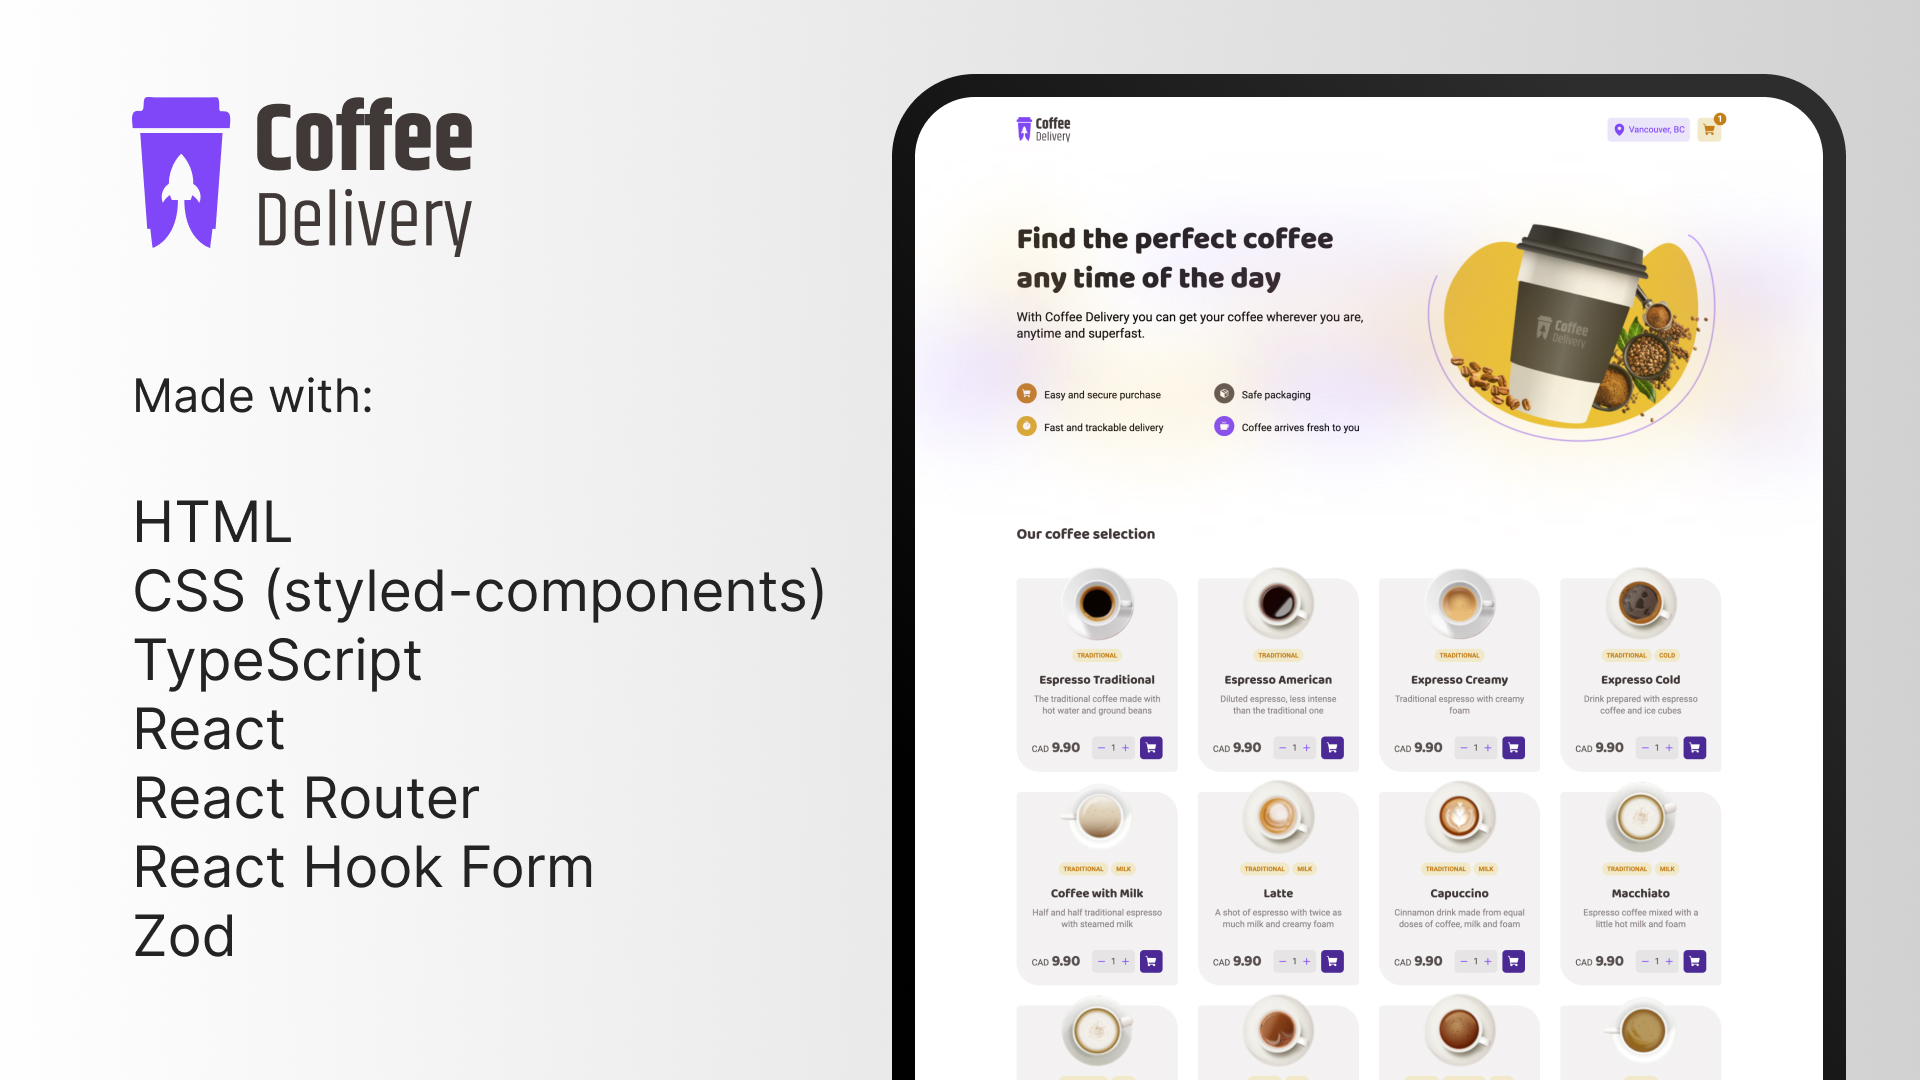 Coffee
Delivery
Made with:
HTML
CSS (styled-components)
TypeScript
React
React Router
React Hook Form
Zod
Coffee
Delivery
Vancouver, BC
1
Find the perfect coffee
any time of the day
With Coffee Delivery you can get your coffee wherever you are,
anytime and superfast.
Easy and secure purchase
Safe packaging
Fast and trackable delivery
Coffee arrives fresh to you
Coffee
Delivery
Our coffee selection
TRADITIONAL
Espresso Traditional
The traditional coffee made with
hot water and ground beans
CAD 9.90 − 1 +
TRADITIONAL
Espresso American
Diluted espresso, less intense
than the traditional one
CAD 9.90 − 1 +
TRADITIONAL
Expresso Creamy
Traditional espresso with creamy
foam
CAD 9.90 − 1 +
TRADITIONAL COLD
Expresso Cold
Drink prepared with espresso
coffee and ice cubes
CAD 9.90 − 1 +
TRADITIONAL MILK
Coffee with Milk
Half and half traditional espresso
with steamed milk
CAD 9.90 − 1 +
TRADITIONAL MILK
Latte
A shot of espresso with twice as
much milk and creamy foam
CAD 9.90 − 1 +
TRADITIONAL MILK
Capuccino
Cinnamon drink made from equal
doses of coffee, milk and foam
CAD 9.90 − 1 +
TRADITIONAL MILK
Macchiato
Espresso coffee mixed with a
little hot milk and foam
CAD 9.90 − 1 +